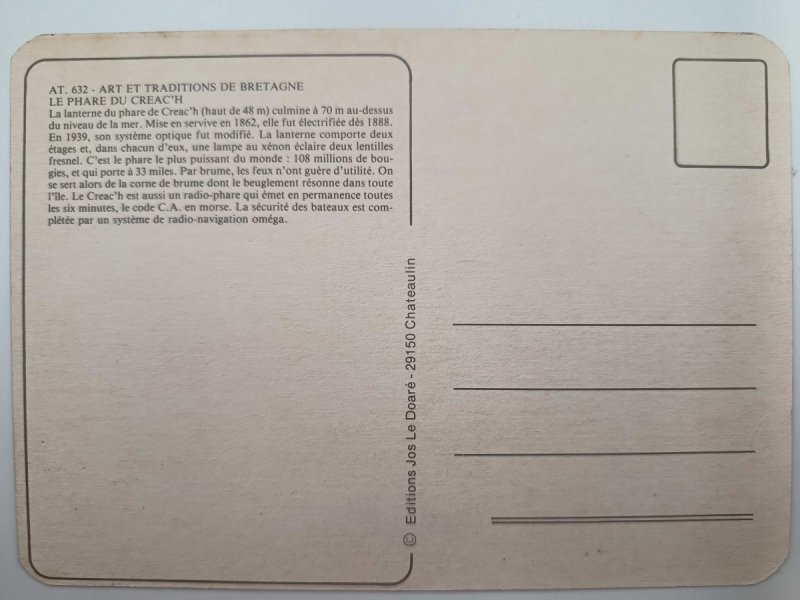 AT. 632 - ART ET TRADITIONS DE BRETAGNE
LE PHARE DU CREAC'H
La lanterne du phare de Creac'h (haut de 48 m) culmine à 70 m au-dessus
du niveau de la mer. Mise en servive en 1862, elle fut électrifiée dès 1888.
En 1939, son système optique fut modifié. La lanterne comporte deux
étages et, dans chacun d'eux, une lampe au xénon éclaire deux lentilles
fresnel. C'est le phare le plus puissant du monde : 108 millions de bou-
gies, et qui porte à 33 miles. Par brume, les feux n'ont guère d'utilité. On
se sert alors de la corne de brume dont le beuglement résonne dans toute
l'île. Le Creac'h est aussi un radio-phare qui émet en permanence toutes
les six minutes, le code C.A. en morse. La sécurité des bateaux est com-
plétée par un système de radio-navigation oméga.
© Editions Jos Le Doaré - 29150 Chateaulin